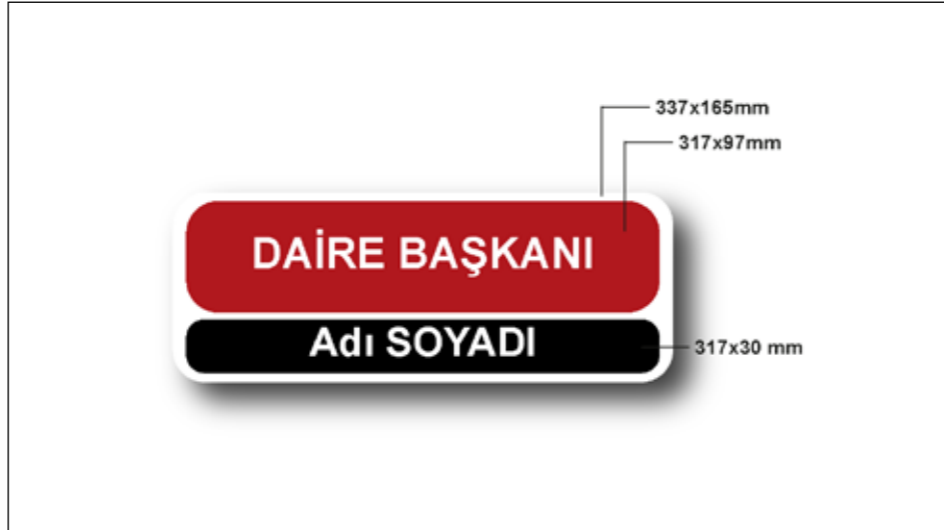 337x165mm
317x97mm
DAİRE BAŞKANI
Adı SOYADI
317x30 mm